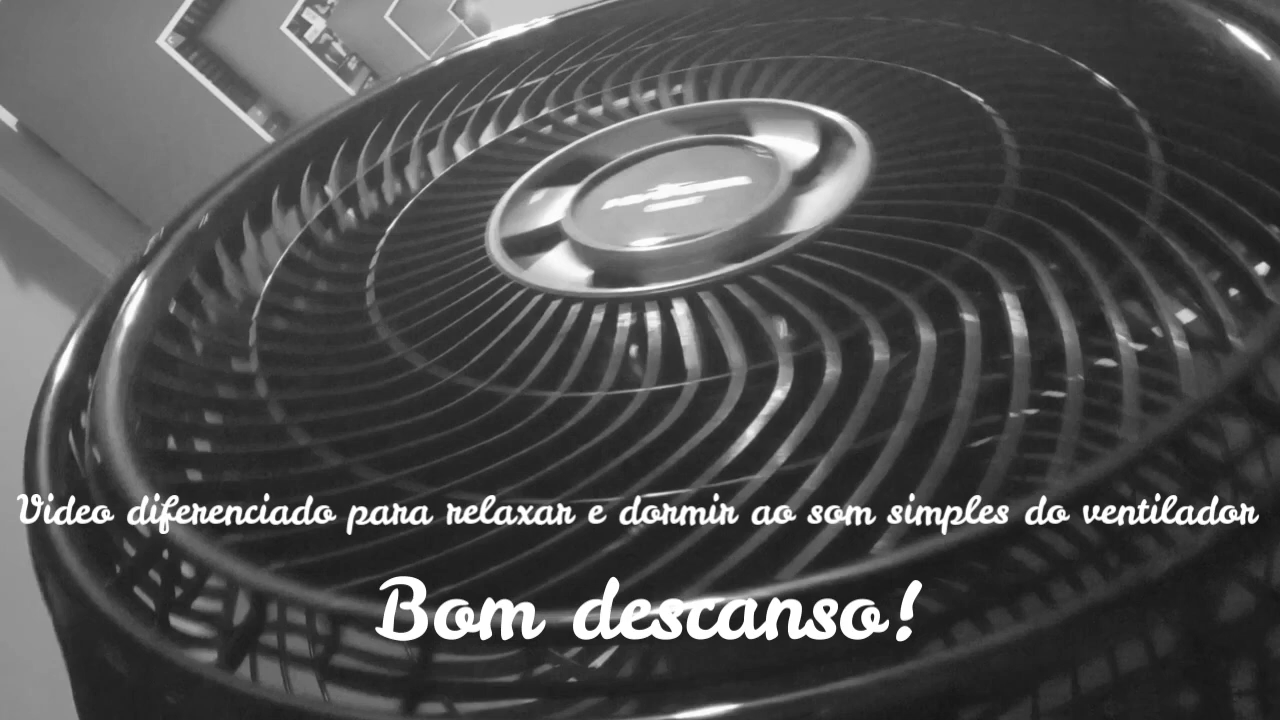 Video diferenciado para relaxar e dormir ao som simples do ventilador
Bom descanso!